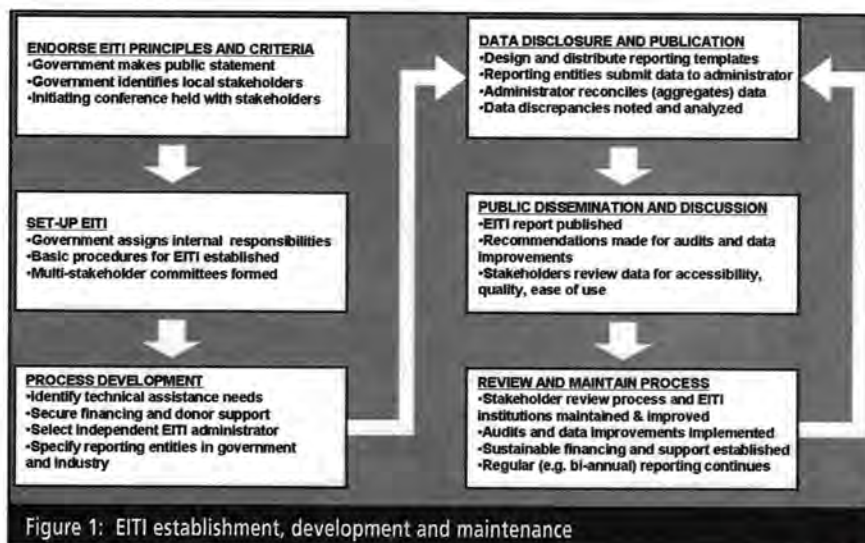 ENDORSE EITI PRINCIPLES AND CRITERIA
•Government makes public statement
•Government identifies local stakeholders
•Initiating conference held with stakeholders
SET-UP EITI
•Government assigns internal responsibilities
•Basic procedures for EITI established
•Multi-stakeholder committees formed
PROCESS DEVELOPMENT
•Identify technical assistance needs
•Secure financing and donor support
•Select independent EITI administrator
•Specify reporting entities in government
and industry
DATA DISCLOSURE AND PUBLICATION
•Design and distribute reporting templates
•Reporting entities submit data to administrator
•Administrator reconciles (aggregates) data
•Data discrepancies noted and analyzed
PUBLIC DISSEMINATION AND DISCUSSION
•EITI report published
•Recommendations made for audits and data
improvements
•Stakeholders review data for accessibility,
quality, ease of use
REVIEW AND MAINTAIN PROCESS
•Stakeholder review process and EITI
institutions maintained & improved
•Audits and data improvements implemented
•Sustainable financing and support established
•Regular (e.g. bi-annual) reporting continues
Figure 1: EITI establishment, development and maintenance